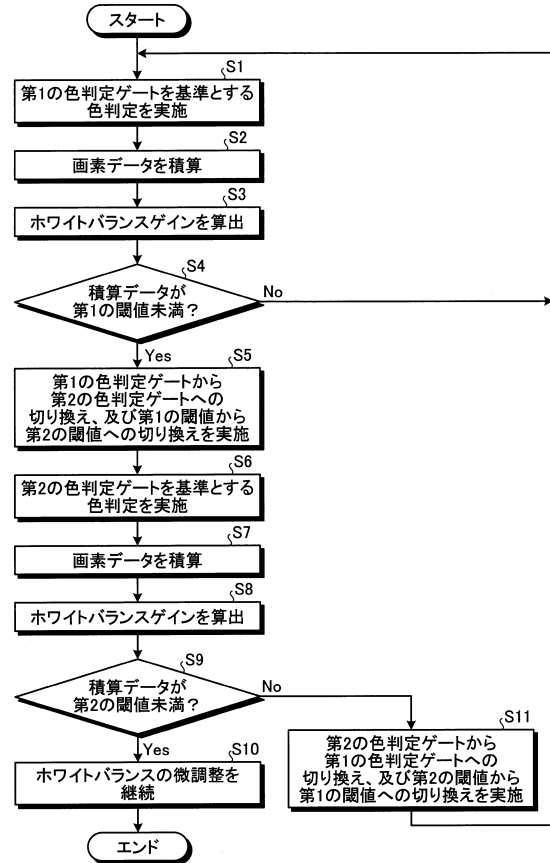 スタート
S1
第1の色判定ゲートを基準とする
色判定を実施
S2
画素データを積算
S3
ホワイトバランスゲインを算出
S4
積算データが
第1の閾値未満？
No
Yes
S5
第1の色判定ゲートから
第2の色判定ゲートへの
切り換え、及び第1の閾値から
第2の閾値への切り換えを実施
S6
第2の色判定ゲートを基準とする
色判定を実施
S7
画素データを積算
S8
ホワイトバランスゲインを算出
S9
積算データが
第2の閾値未満？
No
Yes
S10
ホワイトバランスの微調整を
継続
S11
第2の色判定ゲートから
第1の色判定ゲートへの
切り換え、及び第2の閾値から
第1の閾値への切り換えを実施
エンド